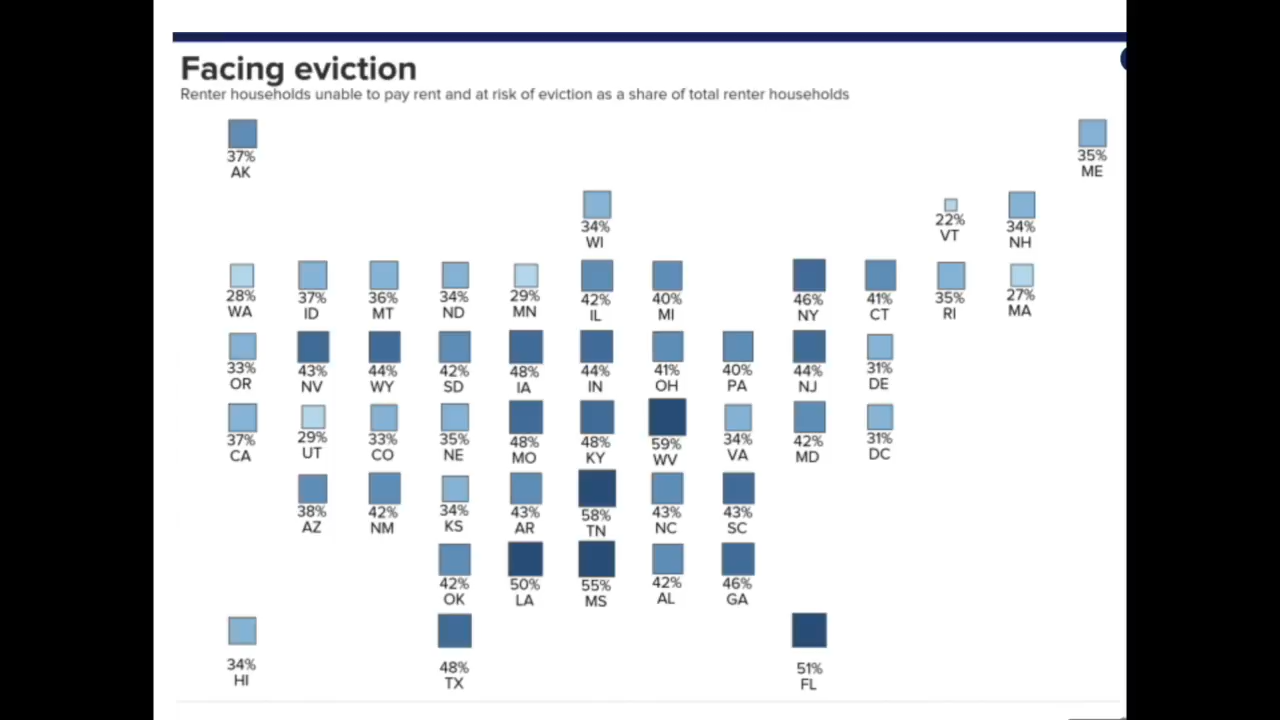 Facing eviction
Renter households unable to pay rent and at risk of eviction as a share of total renter households
37% 35%
AK ME
34% 22% 34%
WI VT NH
28% 37% 36% 34% 29% 42% 40% 46% 41% 35% 27%
WA ID MT ND MN IL MI NY CT RI MA
33% 43% 44% 42% 48% 44% 41% 40% 44% 31%
OR NV WY SD IA IN OH PA NJ DE
37% 29% 33% 35% 48% 48% 59% 34% 42% 31%
CA UT CO NE MO KY WV VA MD DC
38% 42% 34% 43% 58% 43% 43%
AZ NM KS AR TN NC SC
42% 50% 55% 42% 46%
OK LA MS AL GA
34% 48% 51%
HI TX FL